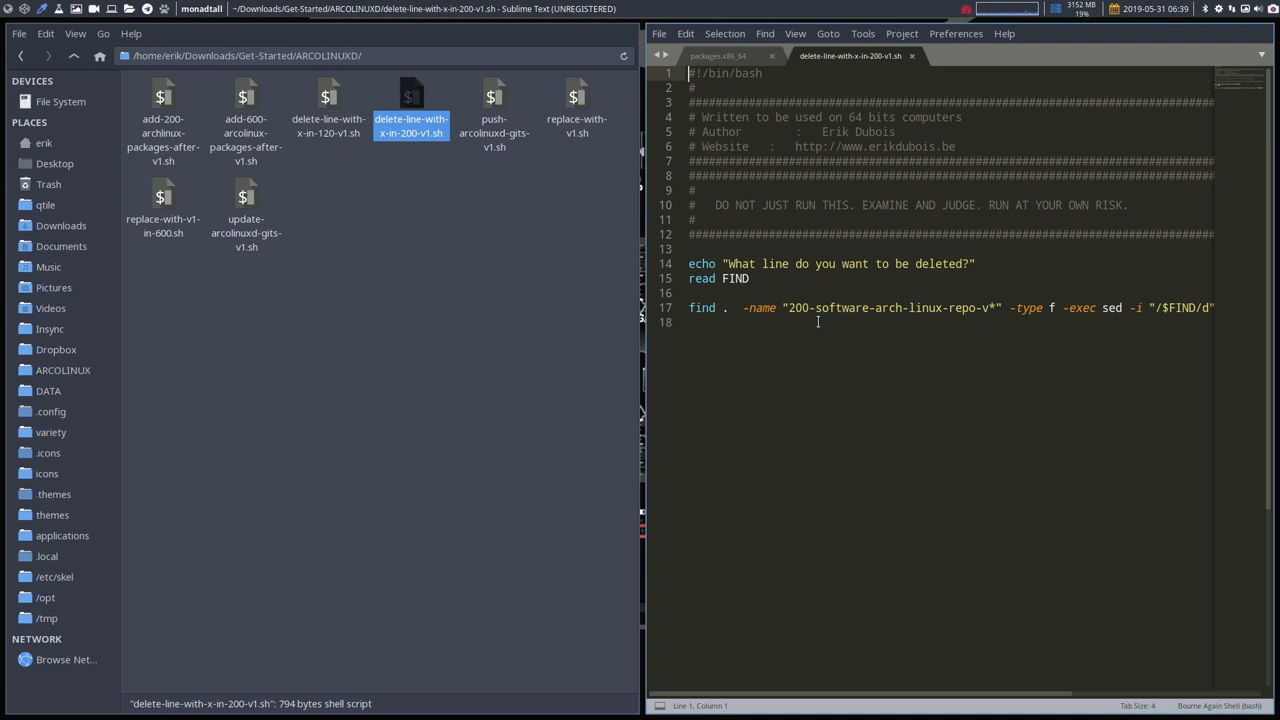 monadtall
~/Downloads/Get-Started/ARCOLINUXD/delete-line-with-x-in-200-v1.sh - Sublime Text (UNREGISTERED)
3152 MB
19%
2019-05-31 06:39
File Edit View Go Help
/home/erik/Downloads/Get-Started/ARCOLINUXD/
DEVICES
File System
PLACES
erik
Desktop
Trash
qtile
Downloads
Documents
Music
Pictures
Videos
Insync
Dropbox
ARCOLINUX
DATA
.config
variety
.icons
icons
.themes
themes
applications
.local
/etc/skel
/opt
/tmp
NETWORK
Browse Net...
add-200-
archlinux-
packages-after-
v1.sh
add-600-
arcolinux-
packages-after-
v1.sh
delete-line-with-
x-in-120-v1.sh
delete-line-with-
x-in-200-v1.sh
push-
arcolinuxd-gits-
v1.sh
replace-with-
v1.sh
replace-with-v1-
in-600.sh
update-
arcolinuxd-gits-
v1.sh
"delete-line-with-x-in-200-v1.sh": 794 bytes shell script
File Edit Selection Find View Goto Tools Project Preferences Help
packages.x86_64
delete-line-with-x-in-200-v1.sh
1 #!/bin/bash
2 #
3 ##################################################################################
4 # Written to be used on 64 bits computers
5 # Author : Erik Dubois
6 # Website : http://www.erikdubois.be
7 ##################################################################################
8 ##################################################################################
9 #
10 # DO NOT JUST RUN THIS. EXAMINE AND JUDGE. RUN AT YOUR OWN RISK.
11 #
12 ##################################################################################
13
14 echo "What line do you want to be deleted?"
15 read FIND
16
17 find . -name "200-software-arch-linux-repo-v*" -type f -exec sed -i "/$FIND/d"
18
Line 1, Column 1
Tab Size: 4
Bourne Again Shell (bash)